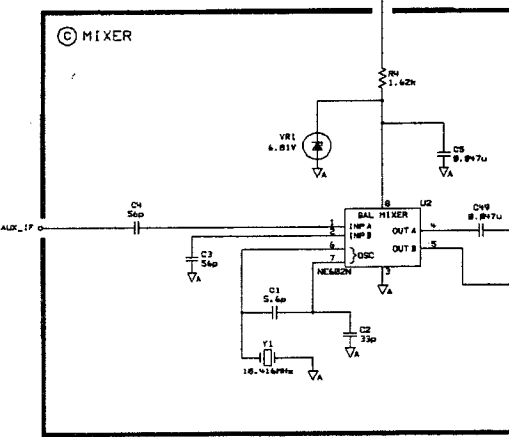 C MIXER
R4
1.62k
VR1
6.81V
A
C5
0.047u
A
C4
56p
AUX_IF
8
U2
BAL MIXER
1
INP A
2
INP B
6
7
OSC
OUT A
4
OUT B
5
3
NE602N
A
C49
0.047u
C3
56p
A
C1
5.6p
C2
33p
A
Y1
10.416MHz
A